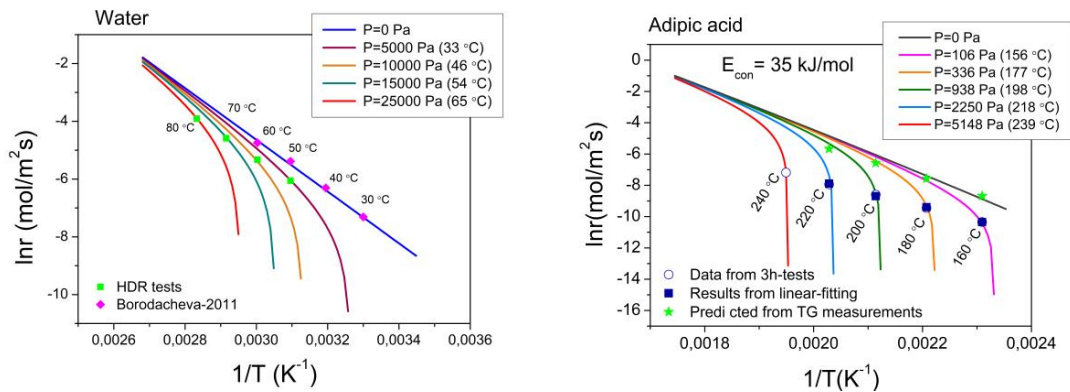 Water
P=0 Pa
P=5000 Pa (33 °C)
P=10000 Pa (46 °C)
P=15000 Pa (54 °C)
P=25000 Pa (65 °C)
-2
-4
-6
-8
-10
lnr (mol/m²s)
70 °C
80 °C
60 °C
50 °C
40 °C
30 °C
HDR tests
Borodacheva-2011
0,0026 0,0028 0,0030 0,0032 0,0034 0,0036
1/T (K⁻¹)
Adipic acid
E_con = 35 kJ/mol
P=0 Pa
P=106 Pa (156 °C)
P=336 Pa (177 °C)
P=938 Pa (198 °C)
P=2250 Pa (218 °C)
P=5148 Pa (239 °C)
0
-2
-4
-6
-8
-10
-12
-14
-16
lnr(mol/m²s)
240 °C
220 °C
200 °C
180 °C
160 °C
Data from 3h-tests
Results from linear-fitting
Predi cted from TG measurements
0,0018 0,0020 0,0022 0,0024
1/T(K⁻¹)